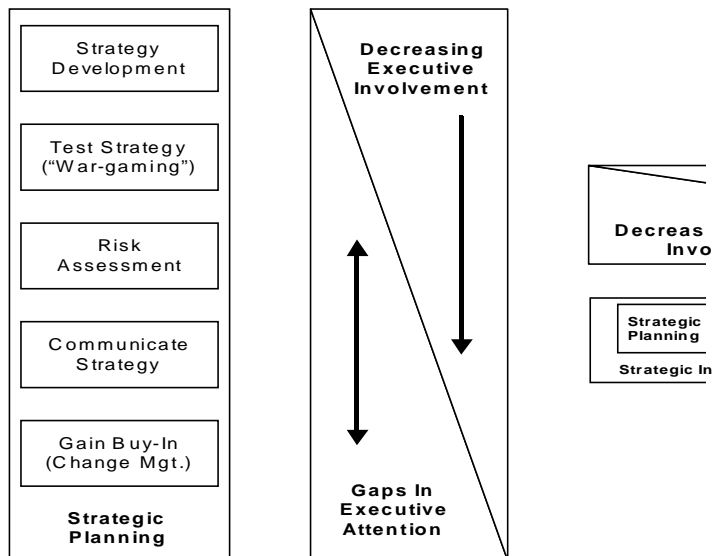 Strategy
Development
Test Strategy
(“War-gaming”)
Risk
Assessment
Communicate
Strategy
Gain Buy-In
(Change Mgt.)
Strategic
Planning
Decreasing
Executive
Involvement
Gaps In
Executive
Attention
Decreas
Invo
Strategic
Planning
Strategic In